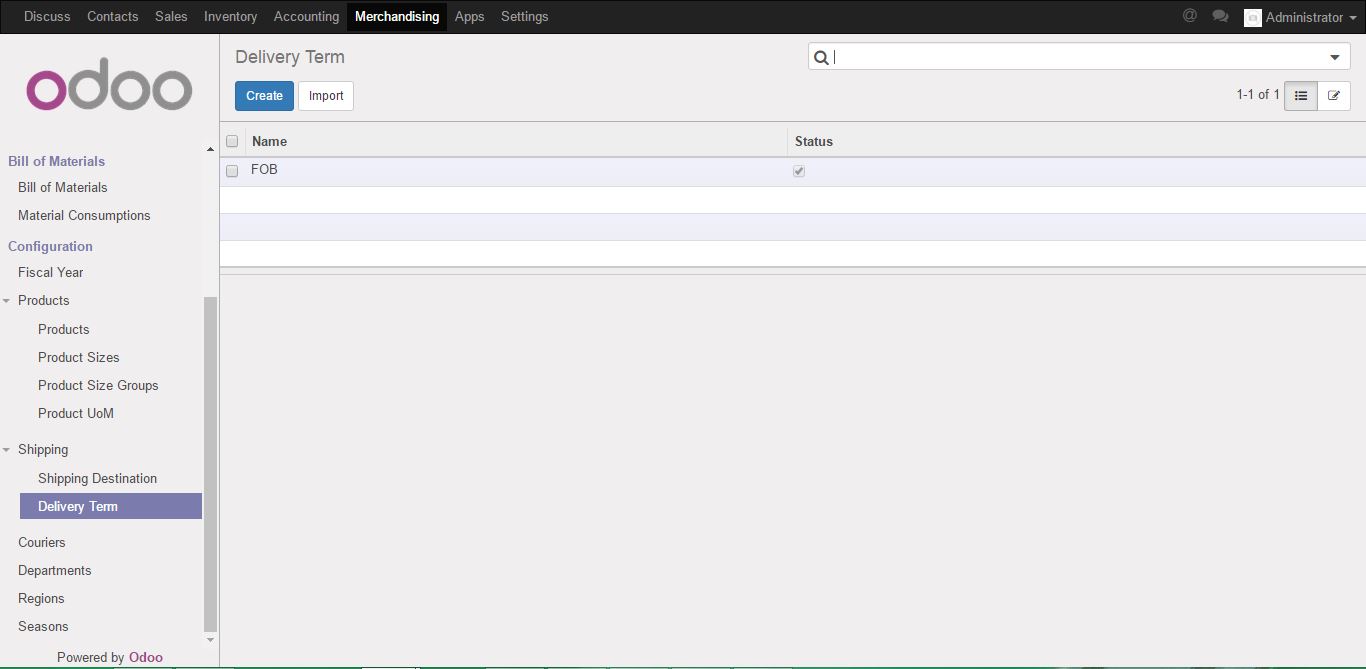 Discuss Contacts Sales Inventory Accounting Merchandising Apps Settings @ Administrator
odoo
Delivery Term
Create Import
1-1 of 1
Name Status
FOB
Bill of Materials
Bill of Materials
Material Consumptions
Configuration
Fiscal Year
Products
Products
Product Sizes
Product Size Groups
Product UoM
Shipping
Shipping Destination
Delivery Term
Couriers
Departments
Regions
Seasons
Powered by Odoo